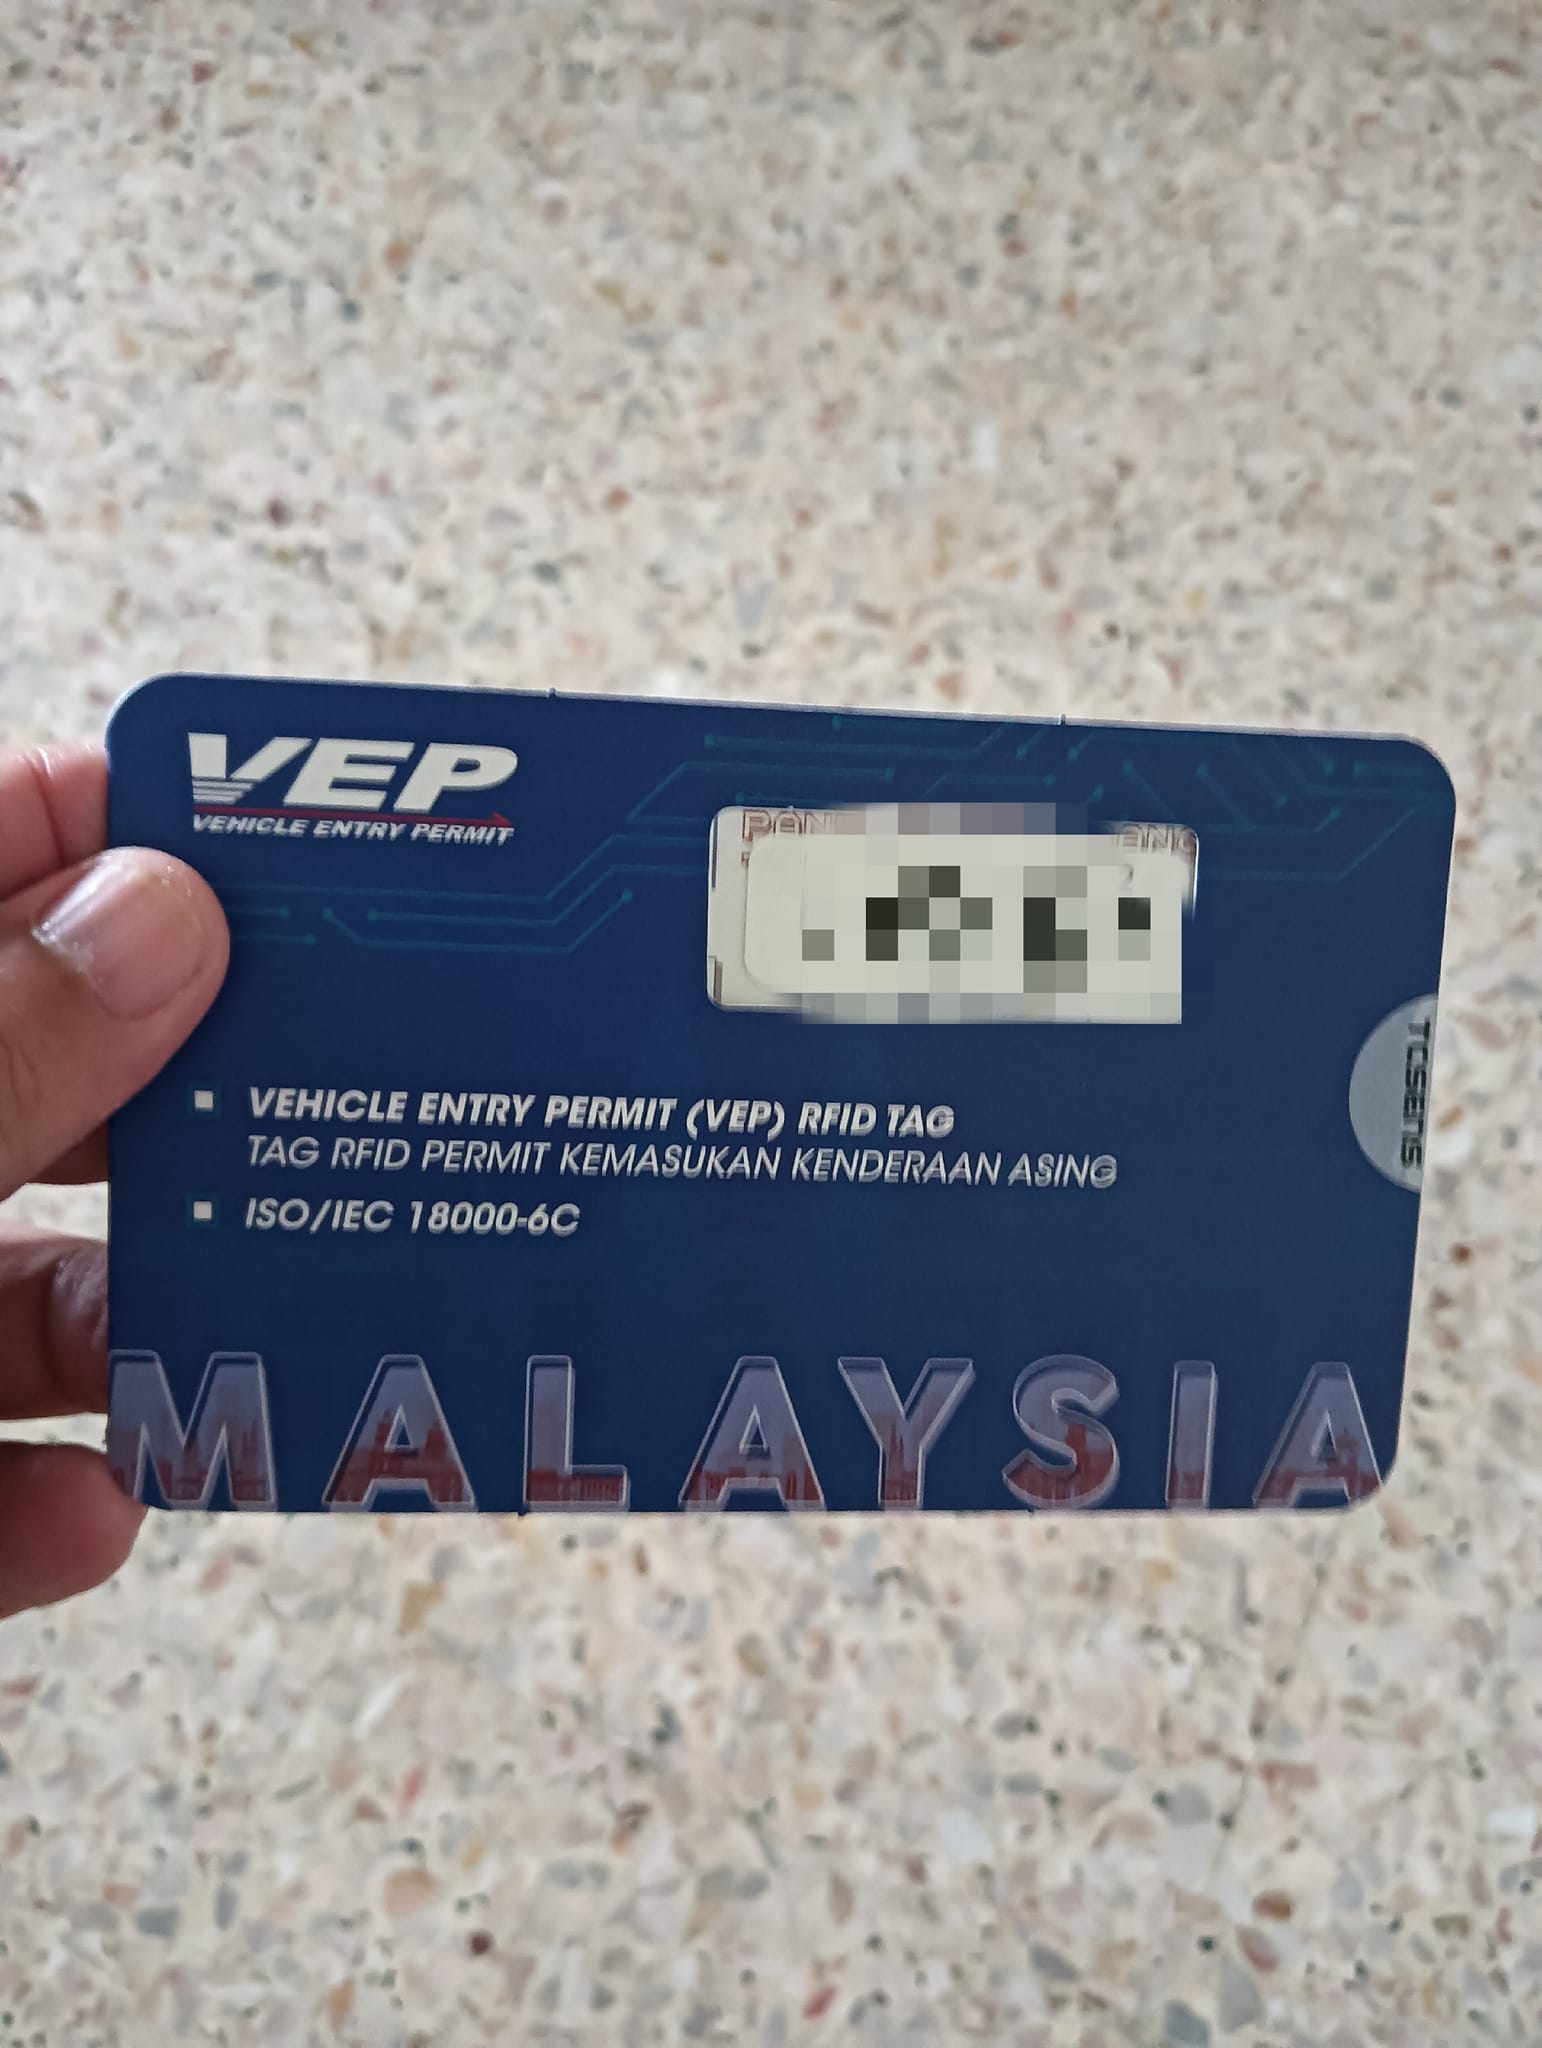 VEP
VEHICLE ENTRY PERMIT
VEHICLE ENTRY PERMIT (VEP) RFID TAG
TAG RFID PERMIT KEMASUKAN KENDERAAN ASING
ISO/IEC 18000-6C
TCSENS
MALAYSIA